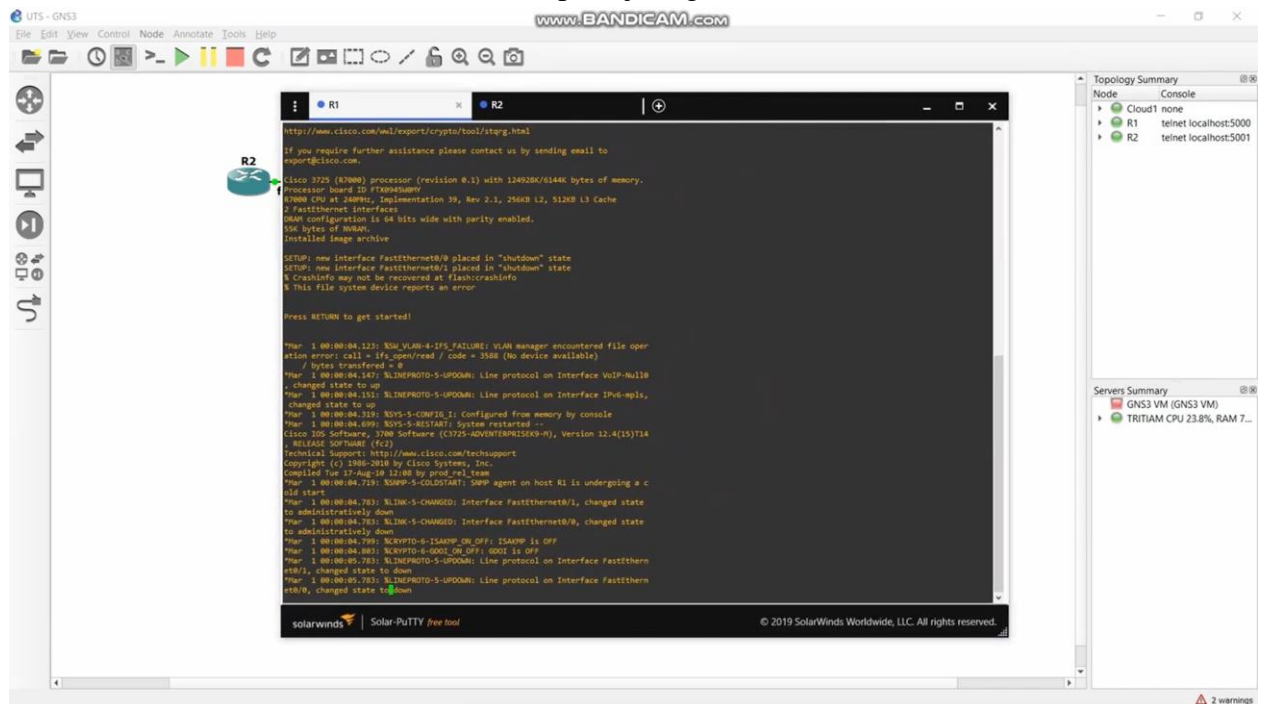 UTS - GNS3
www.BANDICAM.com
File Edit View Control Node Annotate Tools Help
R1
R2
http://www.cisco.com/wwl/export/crypto/tool/stqrg.html
If you require further assistance please contact us by sending email to
export@cisco.com.
Cisco 3725 (R7000) processor (revision 0.1) with 124928K/6144K bytes of memory.
Processor board ID FTX0945W0MY
R7000 CPU at 240MHz, Implementation 39, Rev 2.1, 256KB L2, 512KB L3 Cache
2 FastEthernet interfaces
DRAM configuration is 64 bits wide with parity enabled.
55K bytes of NVRAM.
Installed image archive
SETUP: new interface FastEthernet0/0 placed in "shutdown" state
SETUP: new interface FastEthernet0/1 placed in "shutdown" state
% Crashinfo may not be recovered at flash:crashinfo
% This file system device reports an error
Press RETURN to get started!
*Mar 1 00:00:04.123: %SW_VLAN-4-IFS_FAILURE: VLAN manager encountered file oper
ation error: call = ifs_open/read / code = 3588 (No device available)
/ bytes transfered = 0
*Mar 1 00:00:04.147: %LINEPROTO-5-UPDOWN: Line protocol on Interface VoIP-Null0
, changed state to up
*Mar 1 00:00:04.151: %LINEPROTO-5-UPDOWN: Line protocol on Interface IPv6-mpls,
changed state to up
*Mar 1 00:00:04.319: %SYS-5-CONFIG_I: Configured from memory by console
*Mar 1 00:00:04.699: %SYS-5-RESTART: System restarted --
Cisco IOS Software, 3700 Software (C3725-ADVENTERPRISEK9-M), Version 12.4(15)T14
, RELEASE SOFTWARE (fc2)
Technical Support: http://www.cisco.com/techsupport
Copyright (c) 1986-2010 by Cisco Systems, Inc.
Compiled Tue 17-Aug-10 12:08 by prod_rel_team
*Mar 1 00:00:04.719: %SNMP-5-COLDSTART: SNMP agent on host R1 is undergoing a c
old start
*Mar 1 00:00:04.783: %LINK-5-CHANGED: Interface FastEthernet0/1, changed state
to administratively down
*Mar 1 00:00:04.783: %LINK-5-CHANGED: Interface FastEthernet0/0, changed state
to administratively down
*Mar 1 00:00:04.799: %CRYPTO-6-ISAKMP_ON_OFF: ISAKMP is OFF
*Mar 1 00:00:04.803: %CRYPTO-6-GDOI_ON_OFF: GDOI is OFF
*Mar 1 00:00:05.783: %LINEPROTO-5-UPDOWN: Line protocol on Interface FastEthern
et0/1, changed state to down
*Mar 1 00:00:05.783: %LINEPROTO-5-UPDOWN: Line protocol on Interface FastEthern
et0/0, changed state to down
solarwinds | Solar-PuTTY free tool
© 2019 SolarWinds Worldwide, LLC. All rights reserved.
R2
f
Topology Summary
Node Console
Cloud1 none
R1 telnet localhost:5000
R2 telnet localhost:5001
Servers Summary
GNS3 VM (GNS3 VM)
TRITIAM CPU 23.8%, RAM 7...
2 warnings